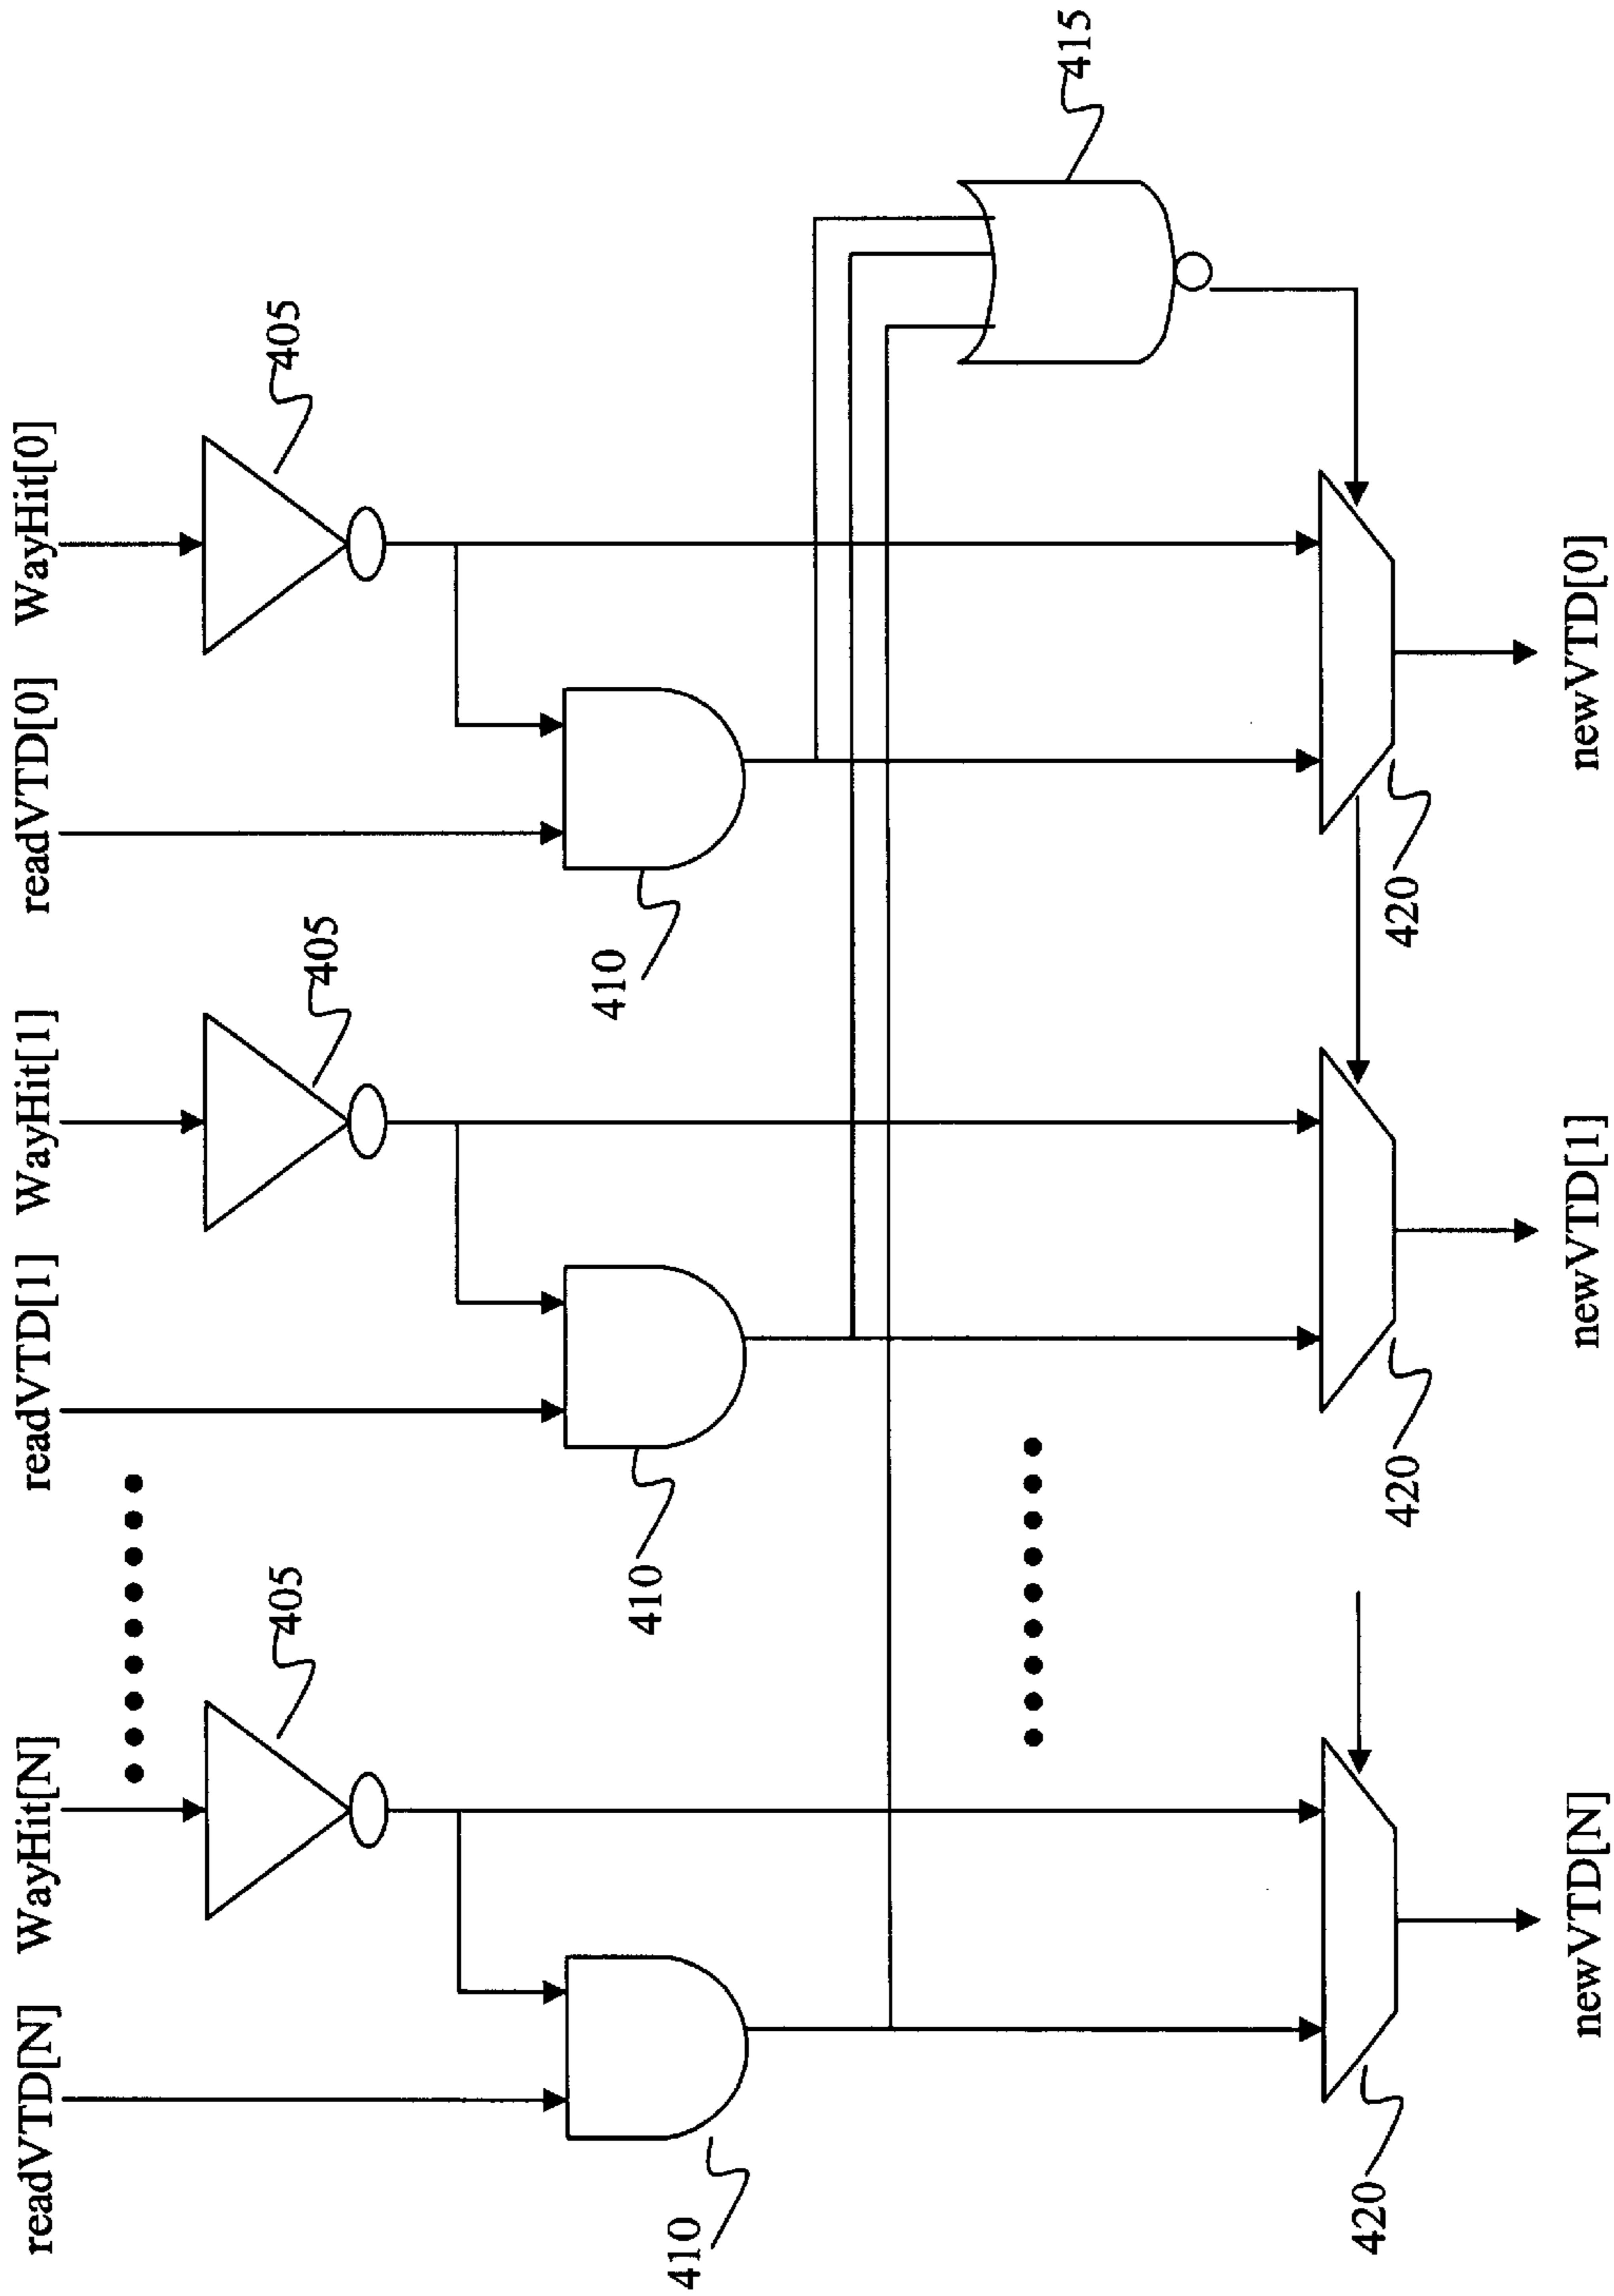 readVTD[N] WayHit[N] readVTD[1] WayHit[1] readVTD[0] WayHit[0]
405 405 405
410 410 410
415
420 420 420
newVTD[N] newVTD[1] newVTD[0]